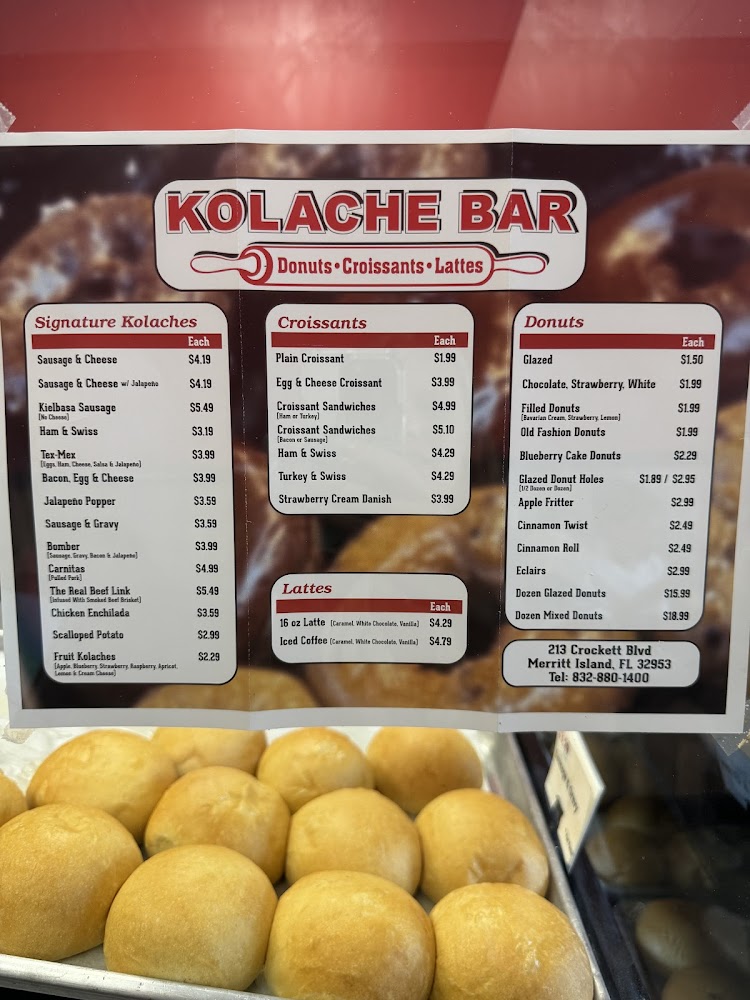 KOLACHE BAR
Donuts • Croissants • Lattes
Signature Kolaches
Each
Sausage & Cheese $4.19
Sausage & Cheese w/ Jalapeño $4.19
Kielbasa Sausage $5.49
[No Cheese]
Ham & Swiss $3.19
Tex-Mex $3.99
[Eggs, Ham, Cheese, Salsa & Jalapeño]
Bacon, Egg & Cheese $3.99
Jalapeño Popper $3.59
Sausage & Gravy $3.59
Bomber $3.99
[Sausage, Gravy, Bacon & Jalapeño]
Carnitas $4.99
[Pulled Pork]
The Real Beef Link $5.49
[Infused With Smoked Beef Brisket]
Chicken Enchilada $3.59
Scalloped Potato $2.99
Fruit Kolaches $2.29
[Apple, Blueberry, Strawberry, Raspberry, Apricot,
Lemon & Cream Cheese]
Croissants
Each
Plain Croissant $1.99
Egg & Cheese Croissant $3.99
Croissant Sandwiches $4.99
[Ham or Turkey]
Croissant Sandwiches $5.10
[Bacon or Sausage]
Ham & Swiss $4.29
Turkey & Swiss $4.29
Strawberry Cream Danish $3.99
Lattes
Each
16 oz Latte [Caramel, White Chocolate, Vanilla] $4.29
Iced Coffee [Caramel, White Chocolate, Vanilla] $4.79
Donuts
Each
Glazed $1.50
Chocolate, Strawberry, White $1.99
Filled Donuts $1.99
[Bavarian Cream, Strawberry, Lemon]
Old Fashion Donuts $1.99
Blueberry Cake Donuts $2.29
Glazed Donut Holes $1.89 / $2.95
[1/2 Dozen or Dozen]
Apple Fritter $2.99
Cinnamon Twist $2.49
Cinnamon Roll $2.49
Eclairs $2.99
Dozen Glazed Donuts $15.99
Dozen Mixed Donuts $18.99
213 Crockett Blvd
Merritt Island, FL 32953
Tel: 832-880-1400